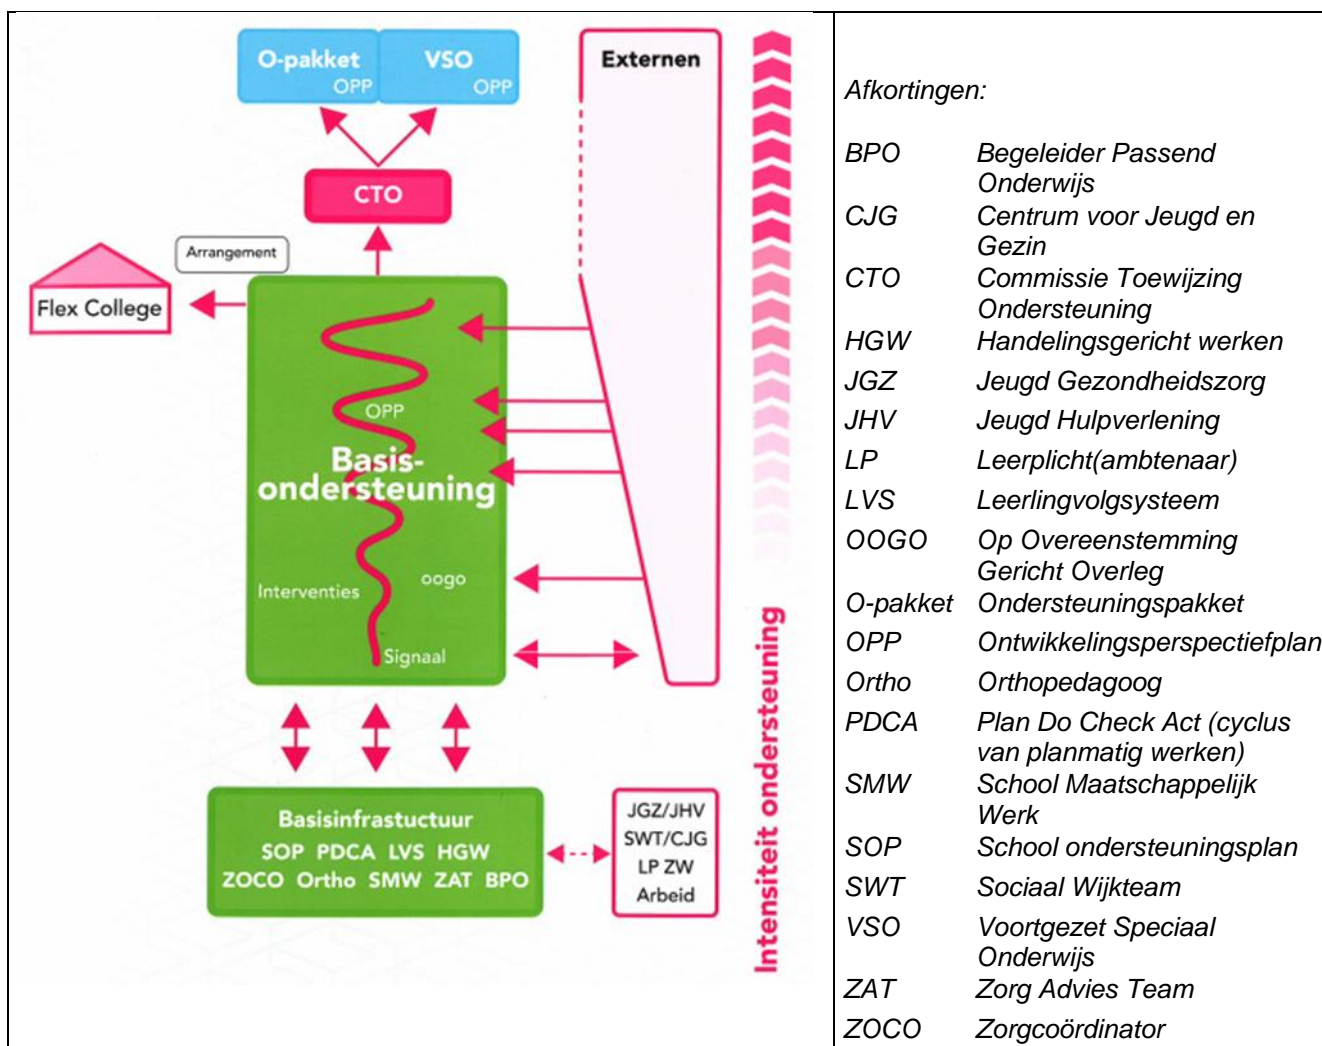 O-pakket
OPP
VSO
OPP
Externen
CTO
Arrangement
Flex College
OPP
Basis-
ondersteuning
Interventies
oogo
Signaal
Basisinfrastuctuur
SOP PDCA LVS HGW
ZOCO Ortho SMW ZAT BPO
JGZ/JHV
SWT/CJG
LP ZW
Arbeid
Intensiteit ondersteuning
Afkortingen:
BPO Begeleider Passend
Onderwijs
CJG Centrum voor Jeugd en
Gezin
CTO Commissie Toewijzing
Ondersteuning
HGW Handelingsgericht werken
JGZ Jeugd Gezondheidszorg
JHV Jeugd Hulpverlening
LP Leerplicht(ambtenaar)
LVS Leerlingvolgsysteem
OOGO Op Overeenstemming
Gericht Overleg
O-pakket Ondersteuningspakket
OPP Ontwikkelingsperspectiefplan
Ortho Orthopedagoog
PDCA Plan Do Check Act (cyclus
van planmatig werken)
SMW School Maatschappelijk
Werk
SOP School ondersteuningsplan
SWT Sociaal Wijkteam
VSO Voortgezet Speciaal
Onderwijs
ZAT Zorg Advies Team
ZOCO Zorgcoördinator